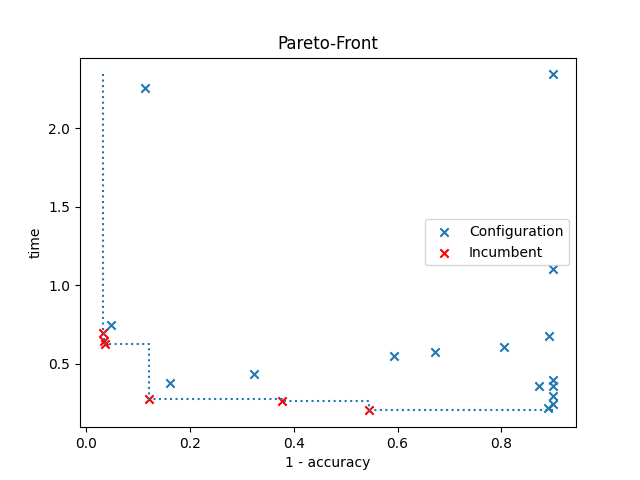 Pareto-Front
2.0
1.5
1.0
0.5
time
Configuration
Incumbent
0.0 0.2 0.4 0.6 0.8
1 - accuracy